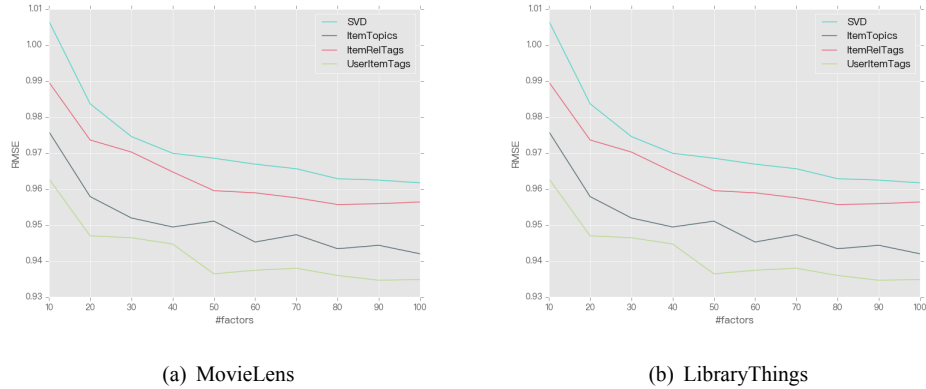 1.01
1.00
0.99
0.98
0.97
0.96
0.95
0.94
0.93
RMSE
SVD
ItemTopics
ItemRelTags
UserItemTags
10 20 30 40 50 60 70 80 90 100
#factors
(a) MovieLens
1.01
1.00
0.99
0.98
0.97
0.96
0.95
0.94
0.93
RMSE
SVD
ItemTopics
ItemRelTags
UserItemTags
10 20 30 40 50 60 70 80 90 100
#factors
(b) LibraryThings